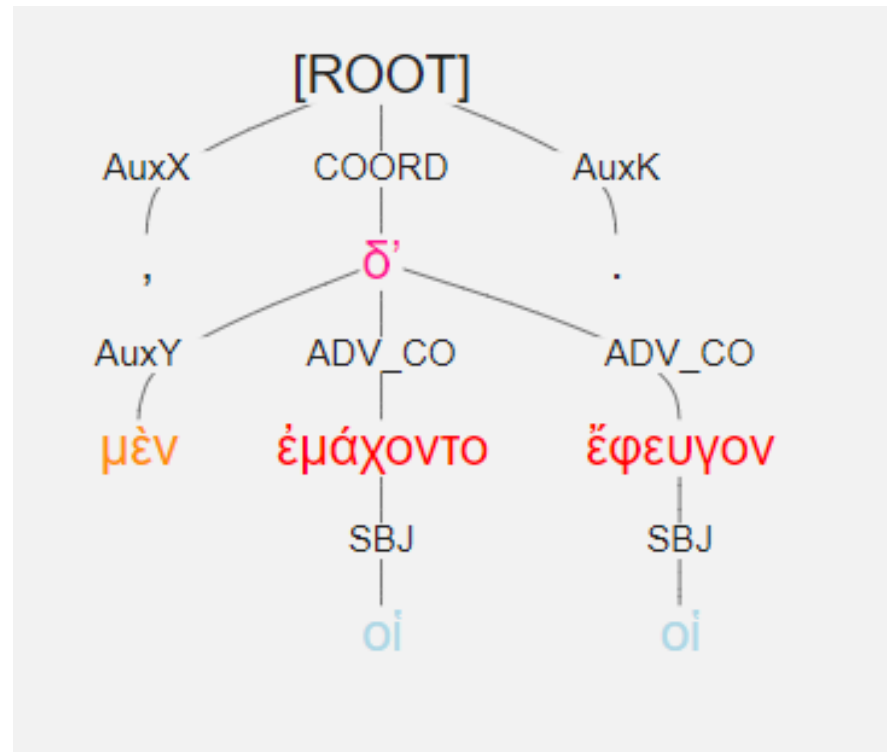 [ROOT]
AuxX COORD AuxK
, δ’ .
AuxY ADV_CO ADV_CO
μὲν ἐμάχοντο ἔφευγον
SBJ SBJ
οἱ οἱ